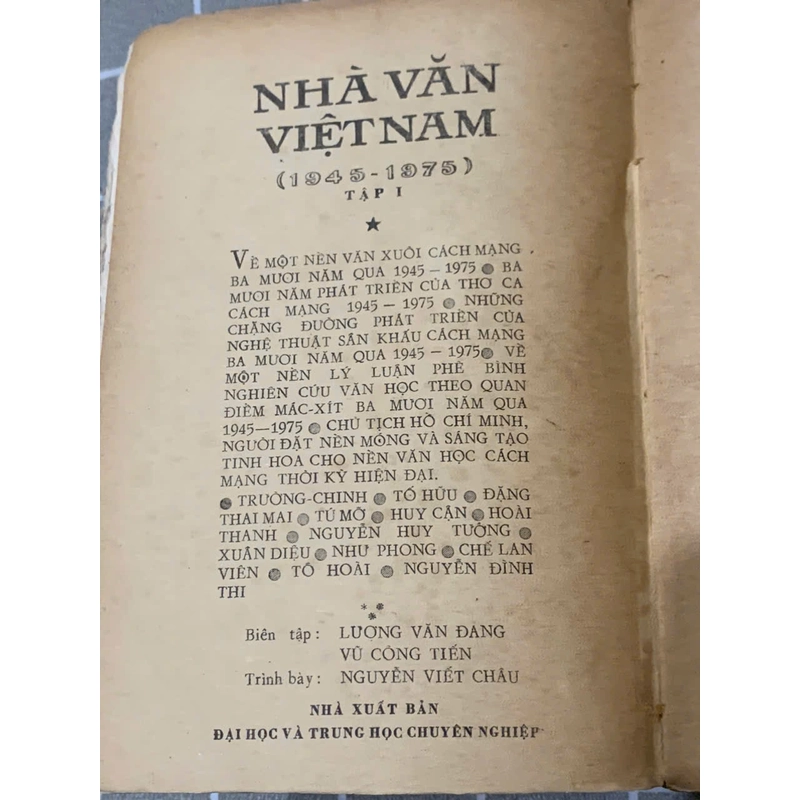 NHÀ VĂN
VIỆT NAM
(1945-1975)
TẬP I
★
VỀ MỘT NỀN VĂN XUÔI CÁCH MẠNG
BA MƯƠI NĂM QUA 1945 – 1975 ● BA
MƯƠI NĂM PHÁT TRIỂN CỦA THƠ CA
CÁCH MẠNG 1945 – 1975 ● NHỮNG
CHẶNG ĐƯỜNG PHÁT TRIỂN CỦA
NGHỆ THUẬT SÂN KHẤU CÁCH MẠNG
BA MƯƠI NĂM QUA 1945 – 1975 ● VỀ
MỘT NỀN LÝ LUẬN PHÊ BÌNH
NGHIÊN CỨU VĂN HỌC THEO QUAN
ĐIỂM MÁC-XÍT BA MƯƠI NĂM QUA
1945—1975 ● CHỦ TỊCH HỒ CHÍ MINH,
NGƯỜI ĐẶT NỀN MÓNG VÀ SÁNG TẠO
TINH HOA CHO NỀN VĂN HỌC CÁCH
MẠNG THỜI KỲ HIỆN ĐẠI.
● TRƯỜNG-CHINH ● TỐ HỮU ● ĐẶNG
THAI MAI ● TÚ MỠ ● HUY CẬN ● HOÀI
THANH ● NGUYỄN HUY TƯỞNG ●
XUÂN DIỆU ● NHƯ PHONG ● CHẾ LAN
VIÊN ● TÔ HOÀI ● NGUYỄN ĐÌNH
THI
***
Biên tập: LƯƠNG VĂN ĐANG
VŨ CÔNG TIẾN
Trình bày: NGUYỄN VIẾT CHÂU
NHÀ XUẤT BẢN
ĐẠI HỌC VÀ TRUNG HỌC CHUYÊN NGHIỆP